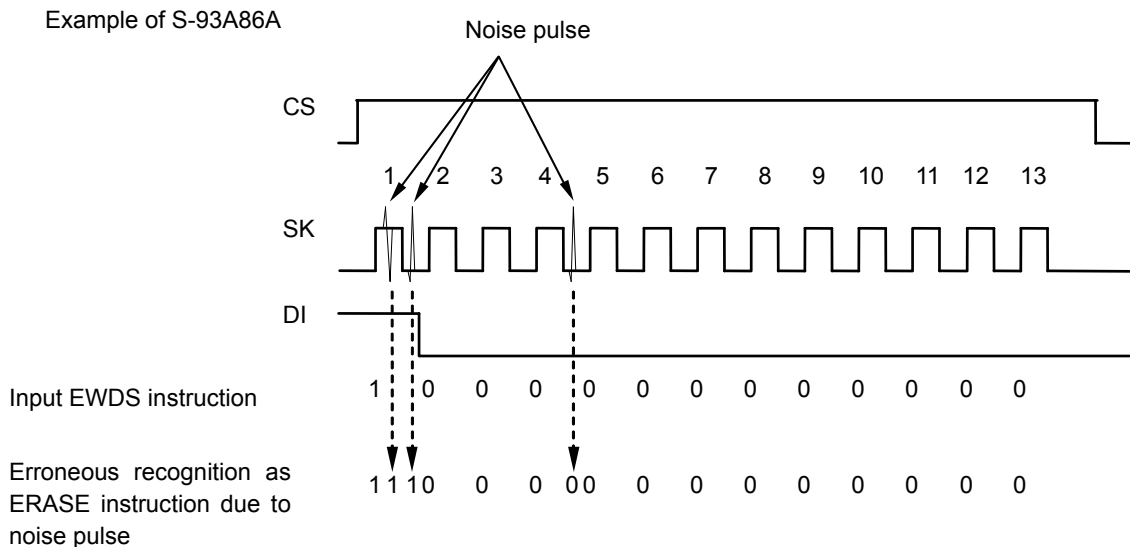 Example of S-93A86A
Noise pulse
CS
1 2 3 4 5 6 7 8 9 10 11 12 13
SK
DI
Input EWDS instruction
1 0 0 0 0 0 0 0 0 0 0 0 0
Erroneous recognition as
ERASE instruction due to
noise pulse
1 1 1 0 0 0 0 0 0 0 0 0 0 0 0 0